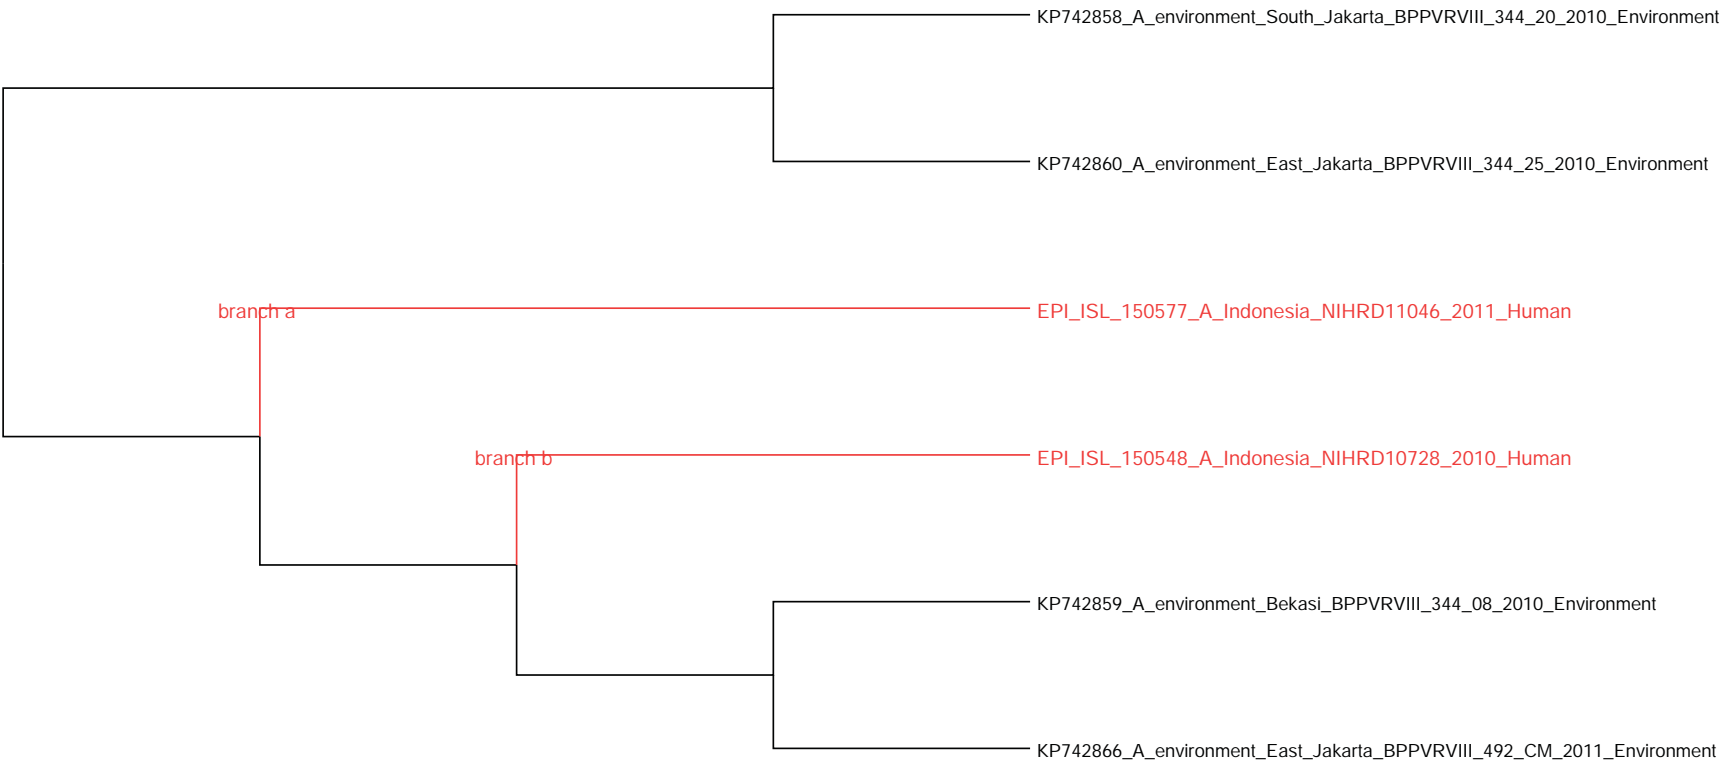 KP742858_A_environment_South_Jakarta_BPPVRVIII_344_20_2010_Environment
KP742860_A_environment_East_Jakarta_BPPVRVIII_344_25_2010_Environment
branch a
EPI_ISL_150577_A_Indonesia_NIHRD11046_2011_Human
branch b
EPI_ISL_150548_A_Indonesia_NIHRD10728_2010_Human
KP742859_A_environment_Bekasi_BPPVRVIII_344_08_2010_Environment
KP742866_A_environment_East_Jakarta_BPPVRVIII_492_CM_2011_Environment